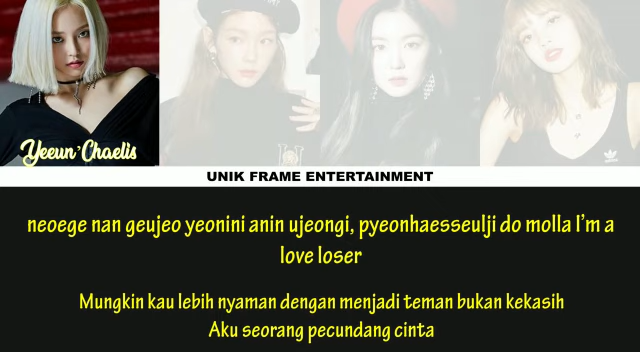 Yeeun'Chaelis
UNIK FRAME ENTERTAINMENT
neoege nan geujeo yeonini anin ujeongi, pyeonhaesseulji do molla I'm a
love loser
Mungkin kau lebih nyaman dengan menjadi teman bukan kekasih
Aku seorang pecundang cinta